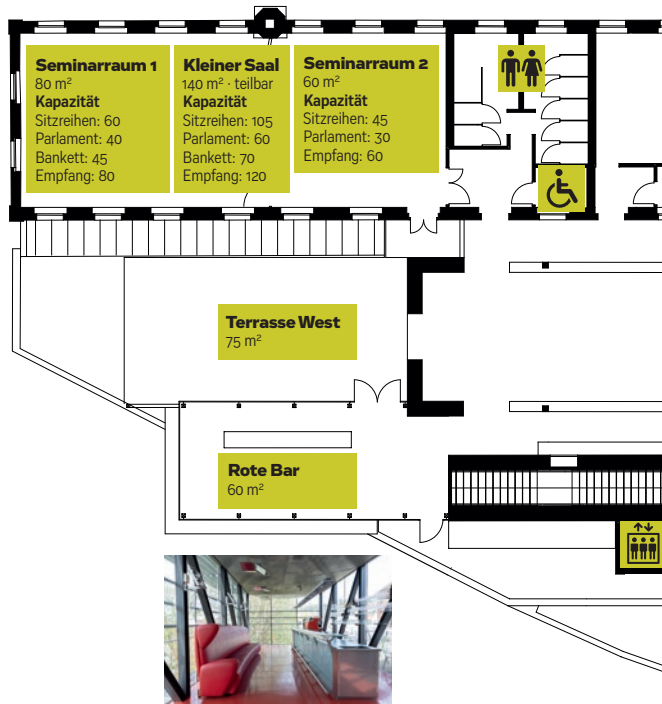 Seminarraum 1
80 m²
Kapazität
Sitzreihen: 60
Parlament: 40
Bankett: 45
Empfang: 80
Kleiner Saal
140 m² · teilbar
Kapazität
Sitzreihen: 105
Parlament: 60
Bankett: 70
Empfang: 120
Seminarraum 2
60 m²
Kapazität
Sitzreihen: 45
Parlament: 30
Empfang: 60
Terrasse West
75 m²
Rote Bar
60 m²